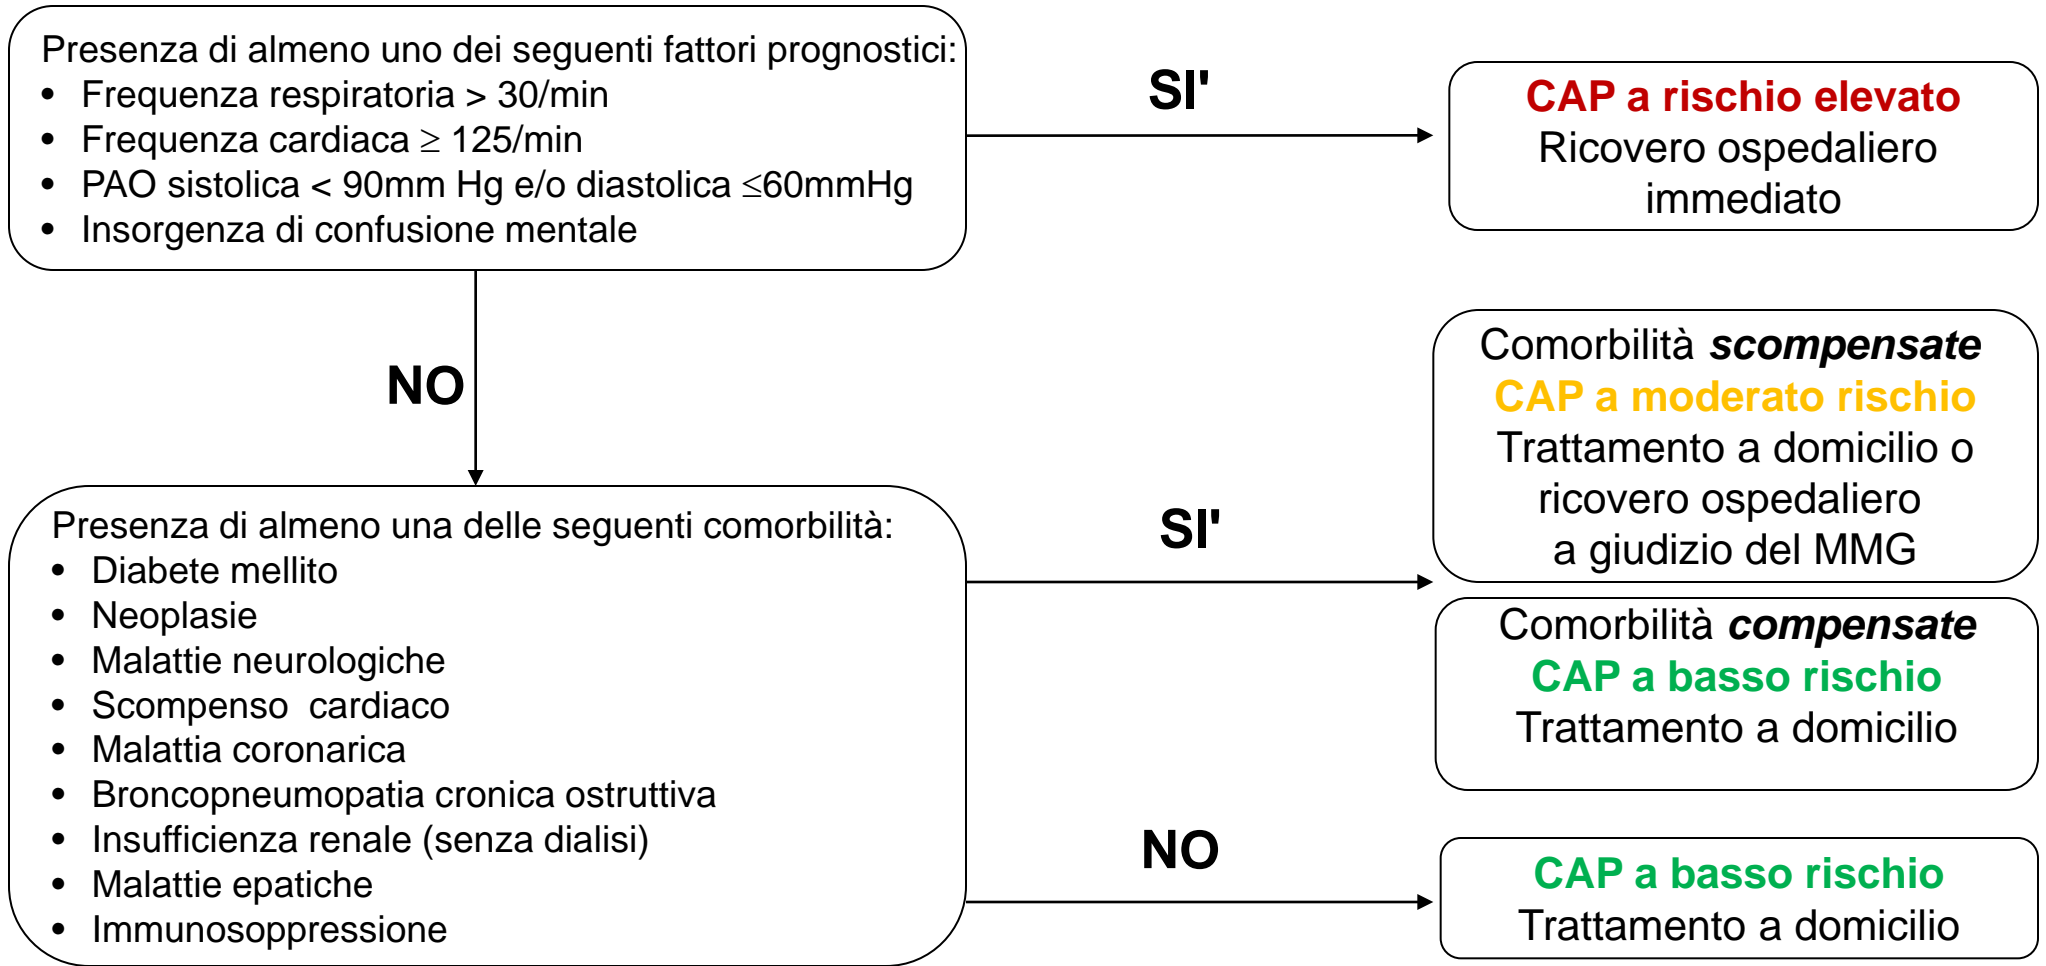 Presenza di almeno uno dei seguenti fattori prognostici:
• Frequenza respiratoria > 30/min
• Frequenza cardiaca ≥ 125/min
• PAO sistolica < 90mm Hg e/o diastolica ≤60mmHg
• Insorgenza di confusione mentale
SI'
CAP a rischio elevato
Ricovero ospedaliero
immediato
NO
Presenza di almeno una delle seguenti comorbilità:
• Diabete mellito
• Neoplasie
• Malattie neurologiche
• Scompenso cardiaco
• Malattia coronarica
• Broncopneumopatia cronica ostruttiva
• Insufficienza renale (senza dialisi)
• Malattie epatiche
• Immunosoppressione
SI'
Comorbilità scompensate
CAP a moderato rischio
Trattamento a domicilio o
ricovero ospedaliero
a giudizio del MMG
Comorbilità compensate
CAP a basso rischio
Trattamento a domicilio
NO
CAP a basso rischio
Trattamento a domicilio